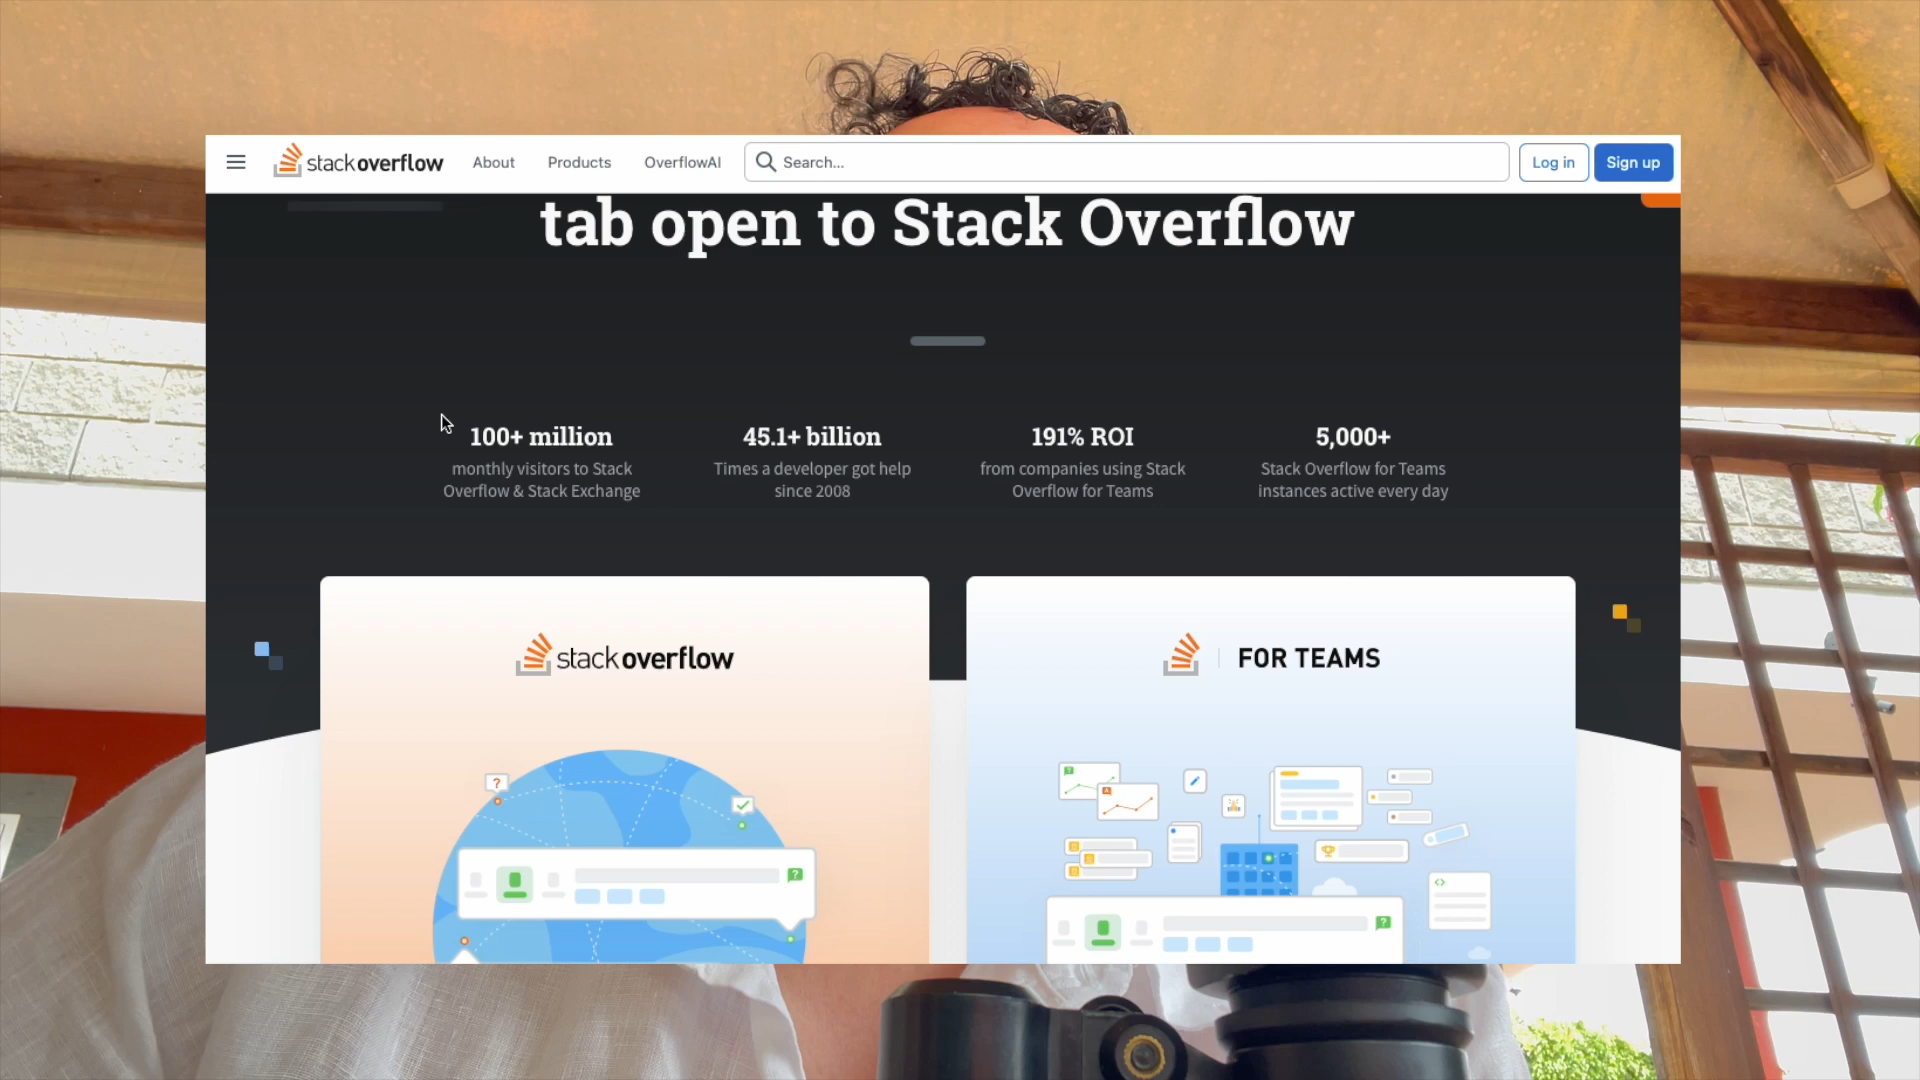 stackoverflow
About
Products
OverflowAI
Search...
Log in
Sign up
tab open to Stack Overflow
100+ million
monthly visitors to Stack
Overflow & Stack Exchange
45.1+ billion
Times a developer got help
since 2008
191% ROI
from companies using Stack
Overflow for Teams
5,000+
Stack Overflow for Teams
instances active every day
stackoverflow
FOR TEAMS
?
?
?
A
?